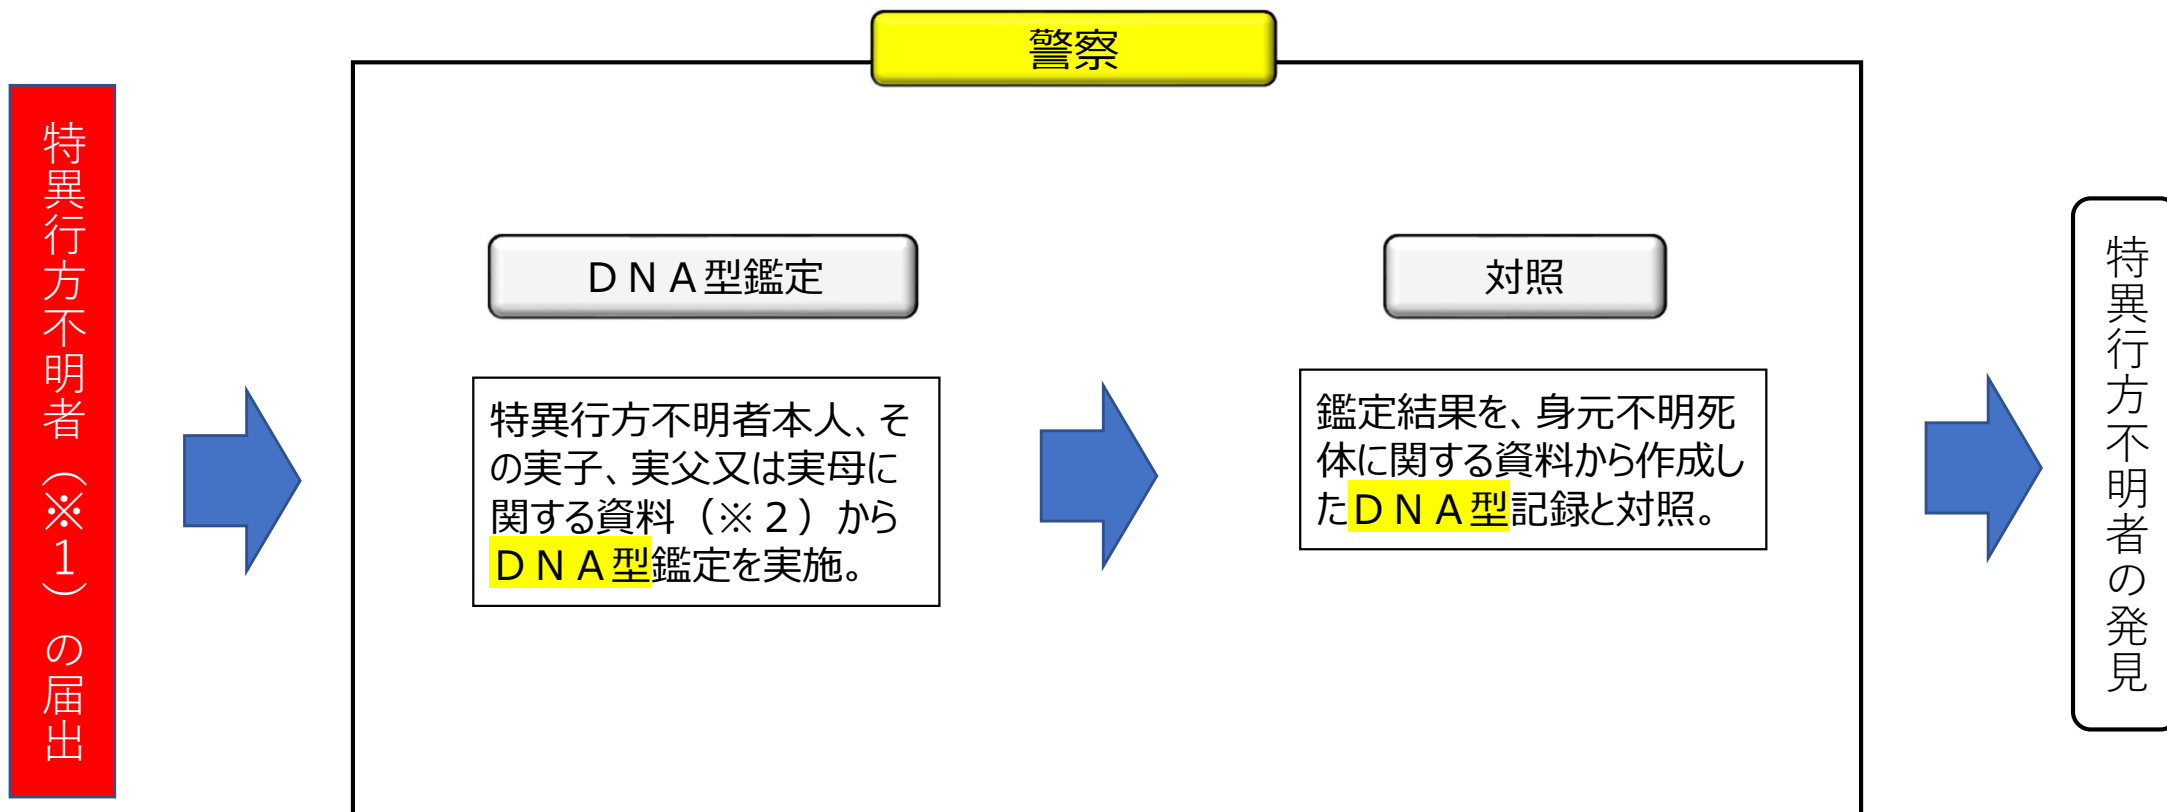 警察
特異行方不明者（※１）の届出
ＤＮＡ型鑑定
特異行方不明者本人、そ
の実子、実父又は実母に
関する資料（※２）から
ＤＮＡ型鑑定を実施。
対照
鑑定結果を、身元不明死
体に関する資料から作成し
たＤＮＡ型記録と対照。
特異行方不明者の発見